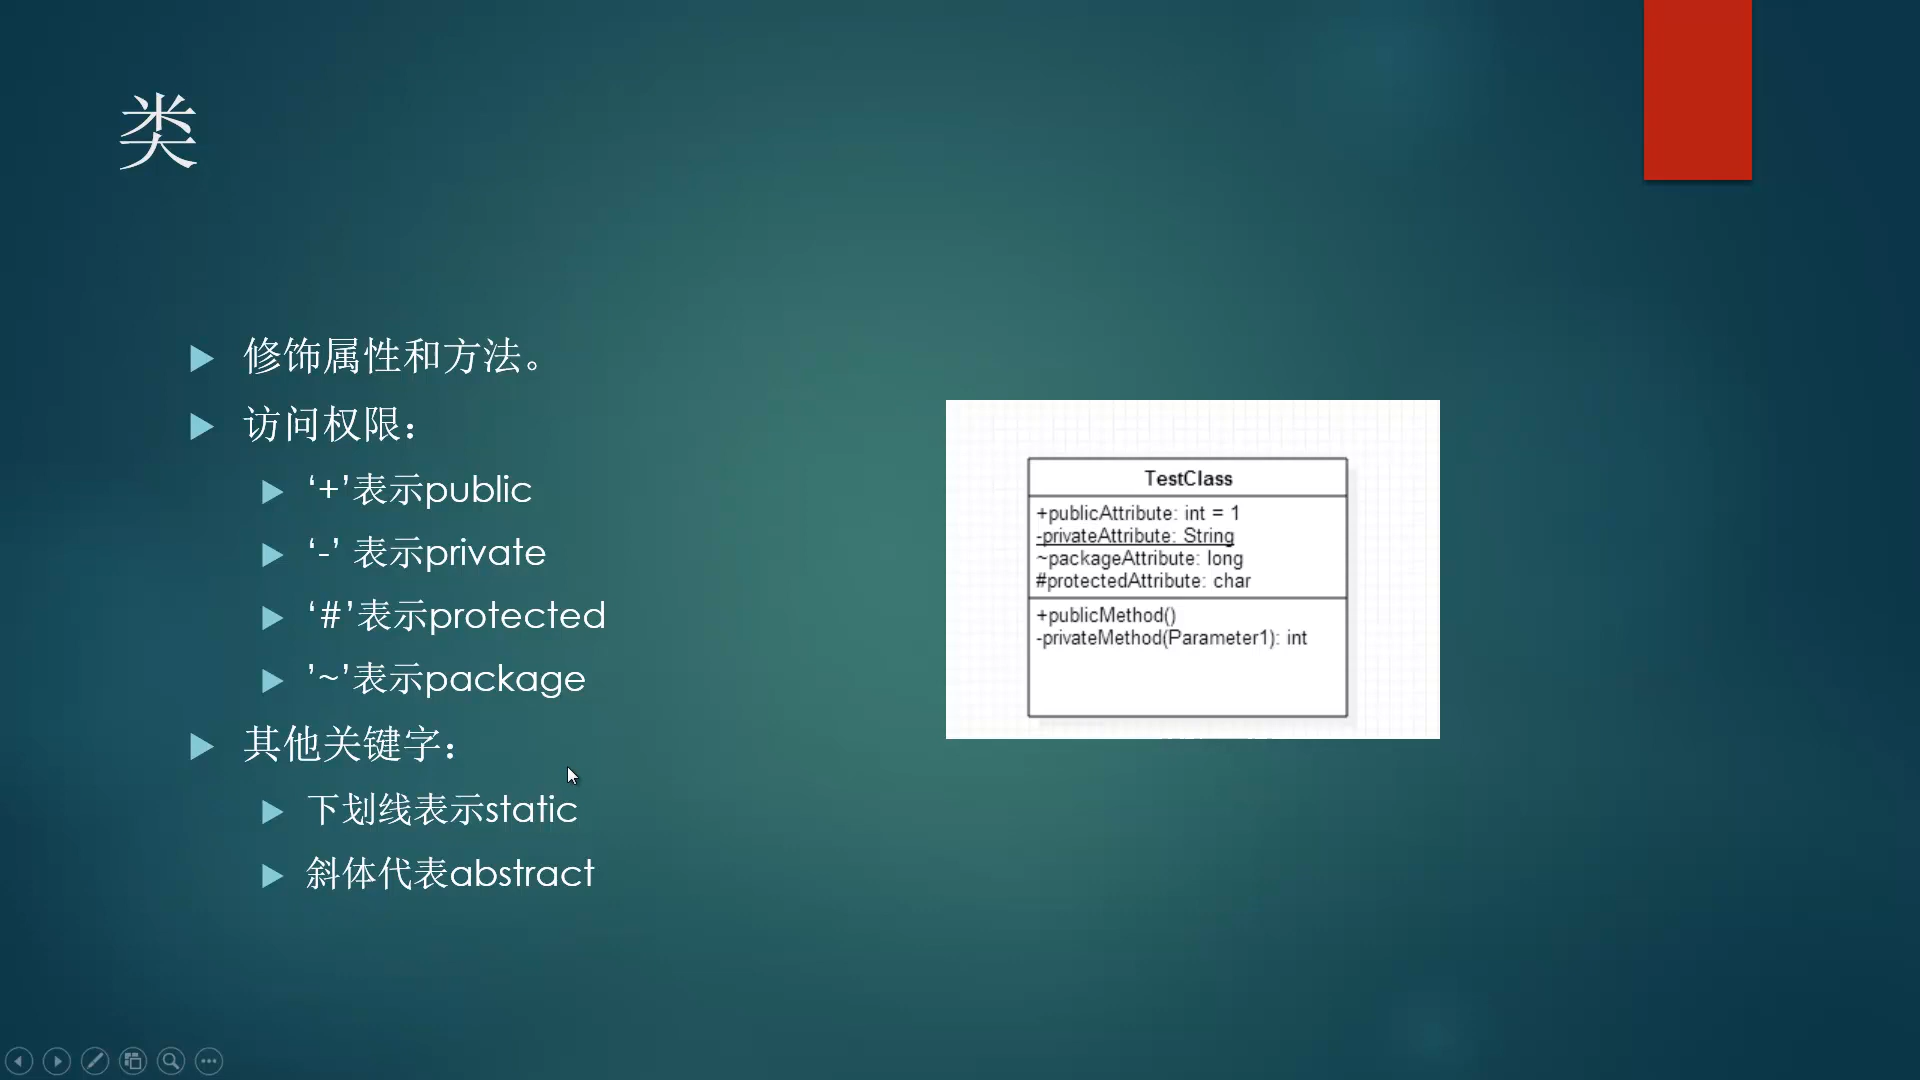 类
修饰属性和方法。
访问权限：
‘+’表示public
‘-’ 表示private
‘#’表示protected
’~’表示package
其他关键字：
下划线表示static
斜体代表abstract
TestClass
+publicAttribute: int = 1
-privateAttribute: String
~packageAttribute: long
#protectedAttribute: char
+publicMethod()
-privateMethod(Parameter1): int